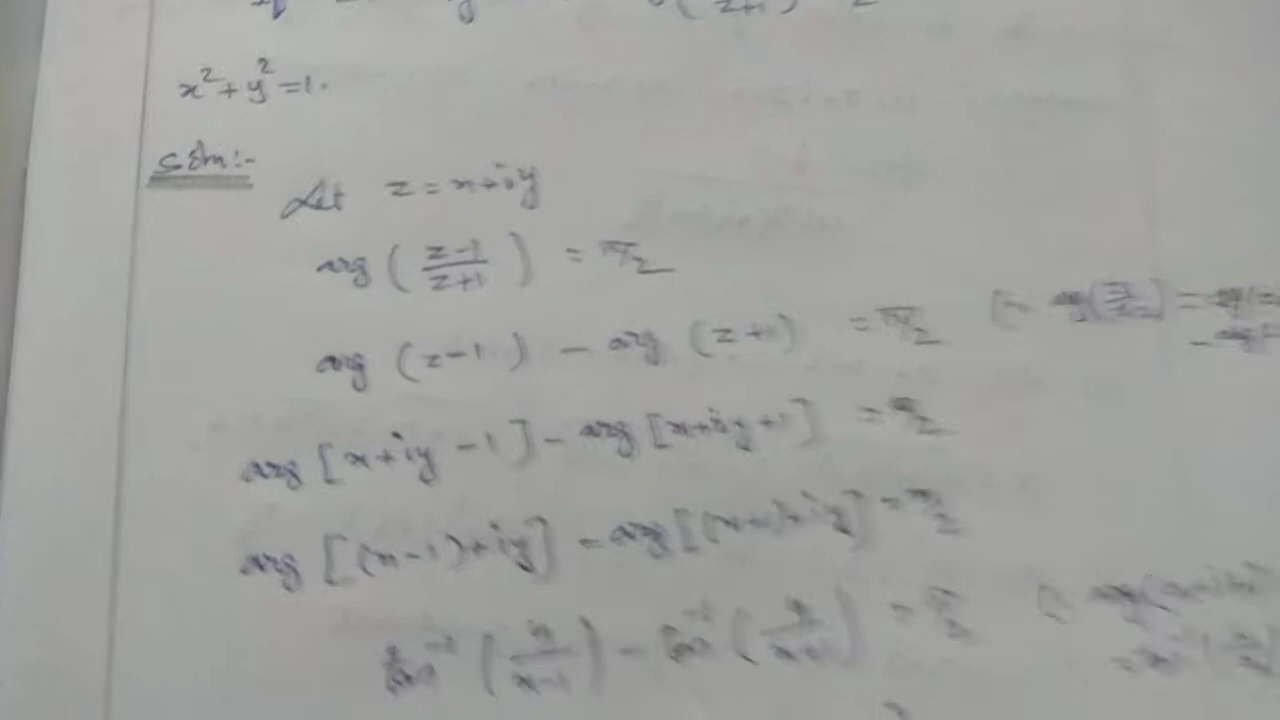 x² + y² = 1.
Soln:-
Let z = x+iy
arg (z-1/z+1) = π/2
arg (z-1) - arg (z+1) = π/2
arg [x+iy-1] - arg [x+iy+1] = π/2
arg [(x-1)+iy] - arg [(x+1)+iy] = π/2
tan⁻¹ (y/x-1) - tan⁻¹ (y/x+1) = π/2